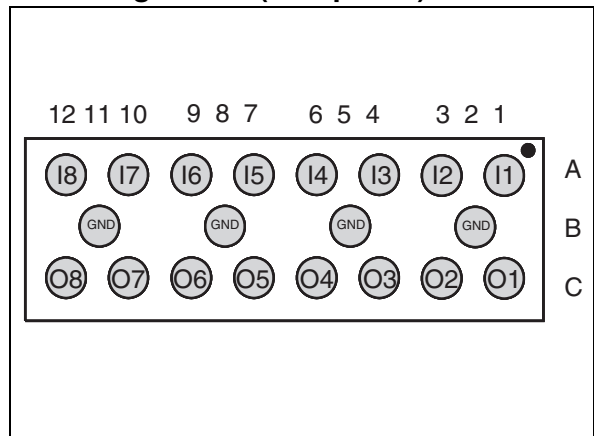 12 11 10 9 8 7 6 5 4 3 2 1
I8 I7 I6 I5 I4 I3 I2 I1 A
GND GND GND GND B
O8 O7 O6 O5 O4 O3 O2 O1 C